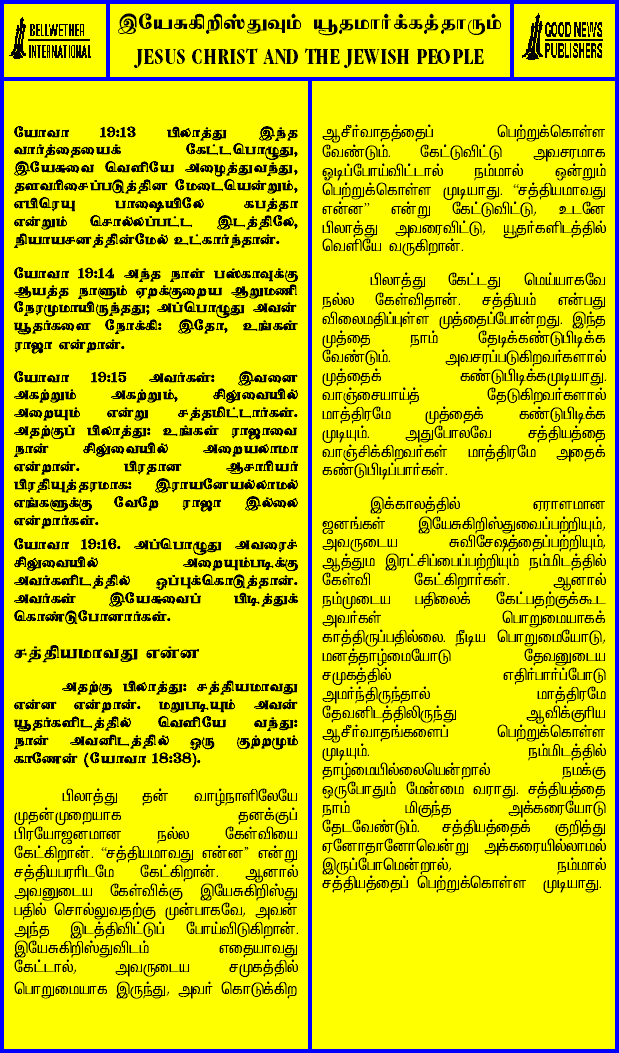 BELLWETHER
INTERNATIONAL
இயேசுகிறிஸ்துவும் யூதமார்க்கத்தாரும்
JESUS CHRIST AND THE JEWISH PEOPLE
GOOD NEWS
PUBLISHERS
யோவா 19:13 பிலாத்து இந்த
வார்த்தையைக் கேட்டபொழுது,
இயேசுவை வெளியே அழைத்துவந்து,
தளவரிசைப்படுத்தின மேடையென்றும்,
எபிரெயு பாஷையிலே கபத்தா
என்றும் சொல்லப்பட்ட இடத்திலே,
நியாயசனத்தின்மேல் உட்கார்ந்தான்.
யோவா 19:14 அந்த நாள் பஸ்காவுக்கு
ஆயத்த நாளும் ஏறக்குறைய ஆறுமணி
நேரமுமாயிருந்தது; அப்பொழுது அவன்
யூதர்களை நோக்கி: இதோ, உங்கள்
ராஜா என்றான்.
யோவா 19:15 அவர்கள்: இவனை
அகற்றும் அகற்றும், சிலுவையில்
அறையும் என்று சத்தமிட்டார்கள்.
அதற்குப் பிலாத்து: உங்கள் ராஜாவை
நான் சிலுவையில் அறையலாமா
என்றான். பிரதான ஆசாரியர்
பிரதியுத்தரமாக: இராயனேயல்லாமல்
எங்களுக்கு வேறே ராஜா இல்லை
என்றார்கள்.
யோவா 19:16. அப்பொழுது அவரைச்
சிலுவையில் அறையும்படிக்கு
அவர்களிடத்தில் ஒப்புக்கொடுத்தான்.
அவர்கள் இயேசுவைப் பிடித்துக்
கொண்டுபோனார்கள்.
சத்தியமாவது என்ன
அதற்கு பிலாத்து: சத்தியமாவது
என்ன என்றான். மறுபடியும் அவன்
யூதர்களிடத்தில் வெளியே வந்து:
நான் அவனிடத்தில் ஒரு குற்றமும்
காணேன் (யோவா 18:38).
பிலாத்து தன் வாழ்நாளிலேயே
முதன்முறையாக தனக்குப்
பிரயோஜனமான நல்ல கேள்வியை
கேட்கிறான். “சத்தியமாவது என்ன” என்று
சத்தியபரரிடமே கேட்கிறான். ஆனால்
அவனுடைய கேள்விக்கு இயேசுகிறிஸ்து
பதில் சொல்லுவதற்கு முன்பாகவே, அவன்
அந்த இடத்திவிட்டுப் போய்விடுகிறான்.
இயேசுகிறிஸ்துவிடம் எதையாவது
கேட்டால், அவருடைய சமுகத்தில்
பொறுமையாக இருந்து, அவர் கொடுக்கிற
ஆசீர்வாதத்தைப் பெற்றுக்கொள்ள
வேண்டும். கேட்டுவிட்டு அவசரமாக
ஓடிப்போய்விட்டால் நம்மால் ஒன்றும்
பெற்றுக்கொள்ள முடியாது. “சத்தியமாவது
என்ன” என்று கேட்டுவிட்டு, உடனே
பிலாத்து அவரைவிட்டு, யூதர்களிடத்தில்
வெளியே வருகிறான்.
பிலாத்து கேட்டது மெய்யாகவே
நல்ல கேள்விதான். சத்தியம் என்பது
விலைமதிப்புள்ள முத்தைப்போன்றது. இந்த
முத்தை நாம் தேடிக்கண்டுபிடிக்க
வேண்டும். அவசரப்படுகிறவர்களால்
முத்தைக் கண்டுபிடிக்கமுடியாது.
வாஞ்சையாய்த் தேடுகிறவர்களால்
மாத்திரமே முத்தைக் கண்டுபிடிக்க
முடியும். அதுபோலவே சத்தியத்தை
வாஞ்சிக்கிறவர்கள் மாத்திரமே அதைக்
கண்டுபிடிப்பார்கள்.
இக்காலத்தில் ஏராளமான
ஜனங்கள் இயேசுகிறிஸ்துவைப்பற்றியும்,
அவருடைய சுவிசேஷத்தைப்பற்றியும்,
ஆத்தும இரட்சிப்பைப்பற்றியும் நம்மிடத்தில்
கேள்வி கேட்கிறார்கள். ஆனால்
நம்முடைய பதிலைக் கேட்பதற்குக்கூட
அவர்கள் பொறுமையாகக்
காத்திருப்பதில்லை. நீடிய பொறுமையோடு,
மனத்தாழ்மையோடு தேவனுடைய
சமுகத்தில் எதிர்பார்ப்போடு
அமர்ந்திருந்தால் மாத்திரமே
தேவனிடத்திலிருந்து ஆவிக்குரிய
ஆசீர்வாதங்களைப் பெற்றுக்கொள்ள
முடியும். நம்மிடத்தில்
தாழ்மையில்லையென்றால் நமக்கு
ஒருபோதும் மேன்மை வராது. சத்தியத்தை
நாம் மிகுந்த அக்கரையோடு
தேடவேண்டும். சத்தியத்தைக் குறித்து
ஏனோதானோவென்று அக்கரையில்லாமல்
இருப்போமென்றால், நம்மால்
சத்தியத்தைப் பெற்றுக்கொள்ள முடியாது.